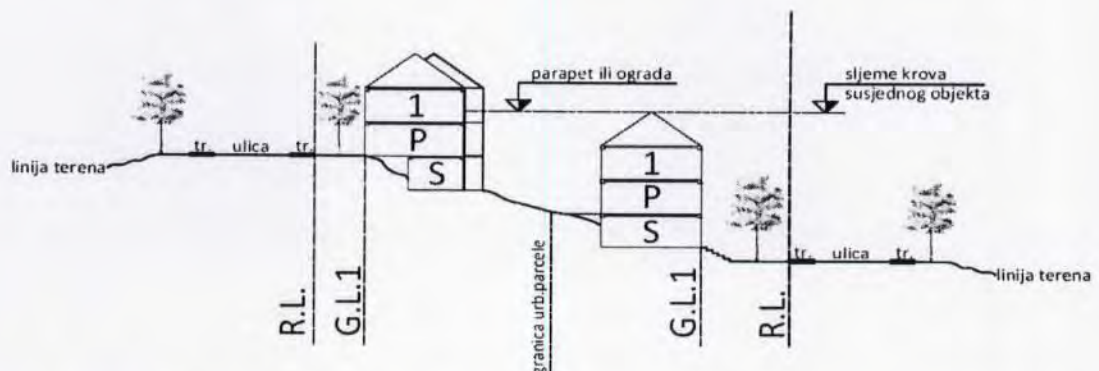 parapet ili ograda
sljeme krova
susjednog objekta
1
P
S
linija terena
tr.
ulica
tr.
1
P
S
tr.
ulica
tr.
linija terena
R.L.
G.L.1
granica urb.parcele
G.L.1
R.L.